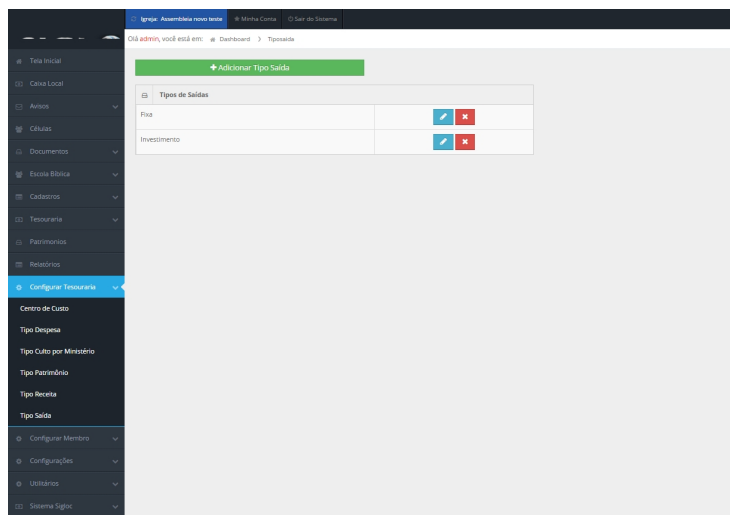 Igreja: Assembleia novo teste Minha Conta Sair do Sistema
Olá admin, você está em: Dashboard > Tiposaida
Tela Inicial
Caixa Local
Avisos
Células
Documentos
Escola Bíblica
Cadastros
Tesouraria
Patrimonios
Relatórios
Configurar Tesouraria
Centro de Custo
Tipo Despesa
Tipo Culto por Ministério
Tipo Patrimônio
Tipo Receita
Tipo Saída
Configurar Membro
Configurações
Utilitários
Sistema Sigloc
+ Adicionar Tipo Saída
Tipos de Saídas
Fixa
Investimento